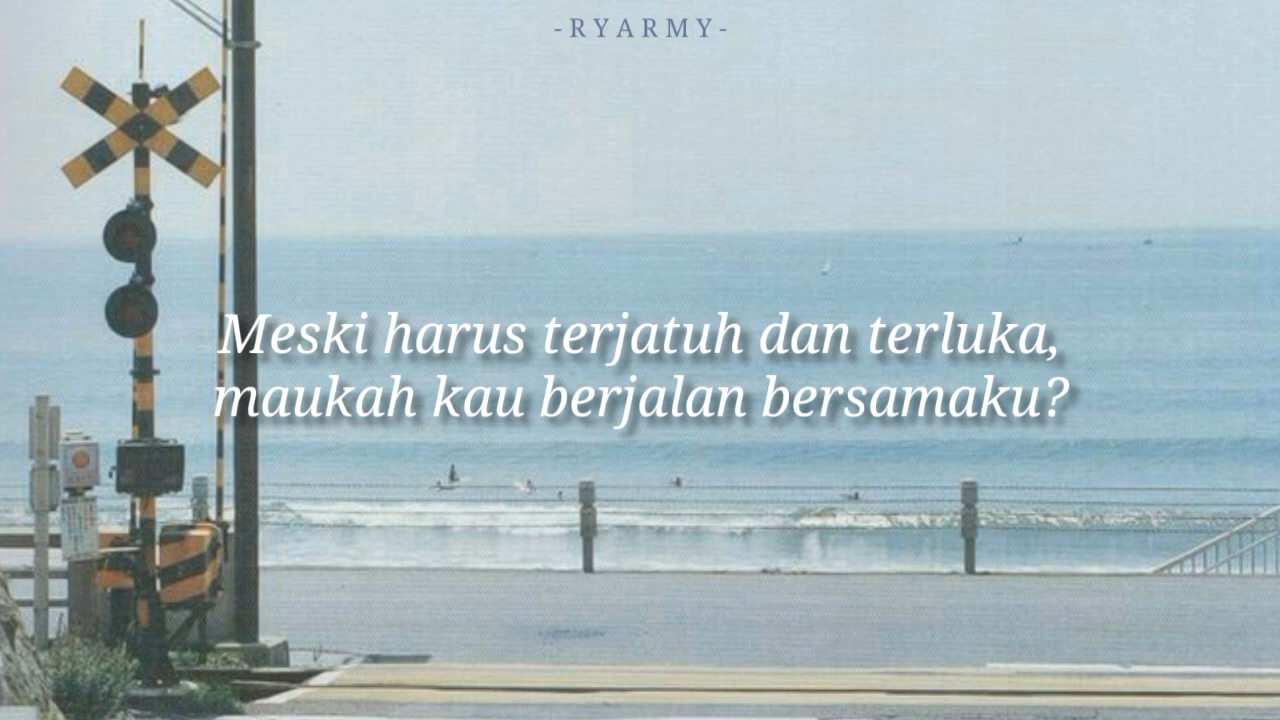 -RYARMY-
Meski harus terjatuh dan terluka,
maukah kau berjalan bersamaku?